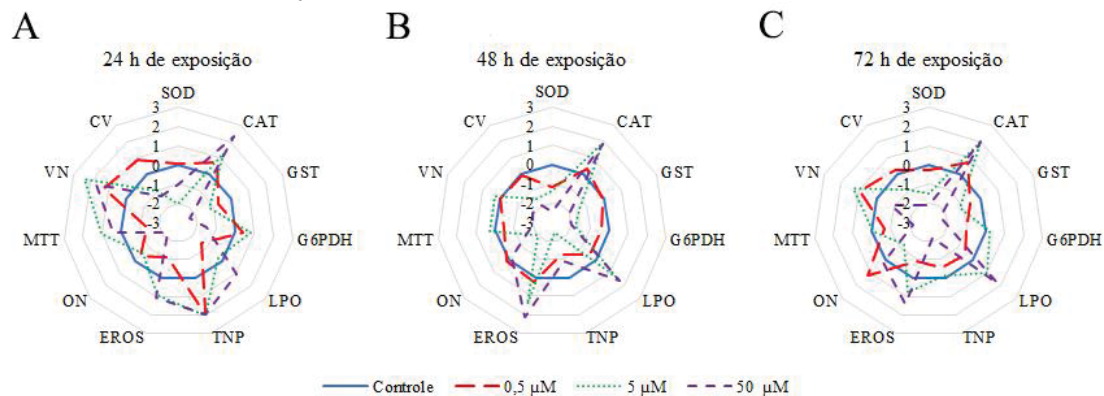 A
24 h de exposição
SOD
CAT
GST
G6PDH
LPO
TNP
EROS
ON
MTT
VN
CV
3
2
1
0
-1
-2
-3
B
48 h de exposição
SOD
CAT
GST
G6PDH
LPO
TNP
EROS
ON
MTT
VN
CV
3
2
1
0
-1
-2
-3
C
72 h de exposição
SOD
CAT
GST
G6PDH
LPO
TNP
EROS
ON
MTT
VN
CV
3
2
1
0
-1
-2
-3
Controle
0,5 µM
5 µM
50 µM